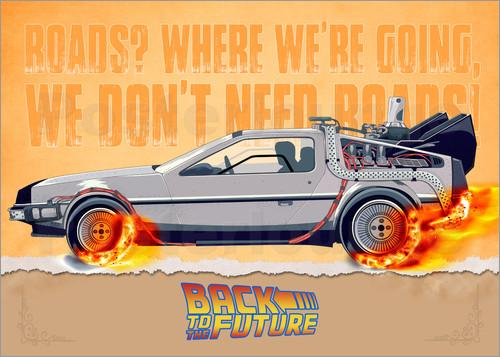 ROADS? WHERE WE'RE GOING,
WE DON'T NEED ROADS!
BACK
TO THE FUTURE